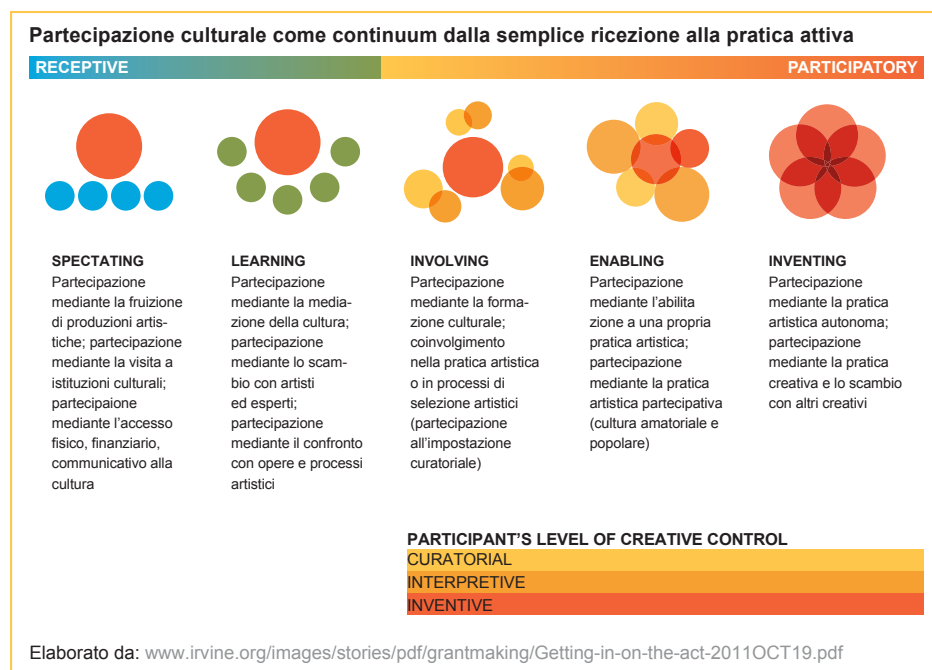 Partecipazione culturale come continuum dalla semplice ricezione alla pratica attiva
RECEPTIVE
PARTICIPATORY
SPECTATING
Partecipazione
mediante la fruizione
di produzioni artis-
tiche; partecipazione
mediante la visita a
istituzioni culturali;
partecipaione
mediante l'accesso
fisico, finanziario,
communicativo alla
cultura
LEARNING
Partecipazione
mediante la media-
zione della cultura;
partecipazione
mediante lo scam-
bio con artisti
ed esperti;
partecipazione
mediante il confronto
con opere e processi
artistici
INVOLVING
Partecipazione
mediante la forma-
zione culturale;
coinvolgimento
nella pratica artistica
o in processi di
selezione artistici
(partecipazione
all'impostazione
curatoriale)
ENABLING
Partecipazione
mediante l'abilita
zione a una propria
pratica artistica;
partecipazione
mediante la pratica
artistica partecipativa
(cultura amatoriale e
popolare)
INVENTING
Partecipazione
mediante la pratica
artistica autonoma;
partecipazione
mediante la pratica
creativa e lo scambio
con altri creativi
PARTICIPANT'S LEVEL OF CREATIVE CONTROL
CURATORIAL
INTERPRETIVE
INVENTIVE
Elaborato da: www.irvine.org/images/stories/pdf/grantmaking/Getting-in-on-the-act-2011OCT19.pdf